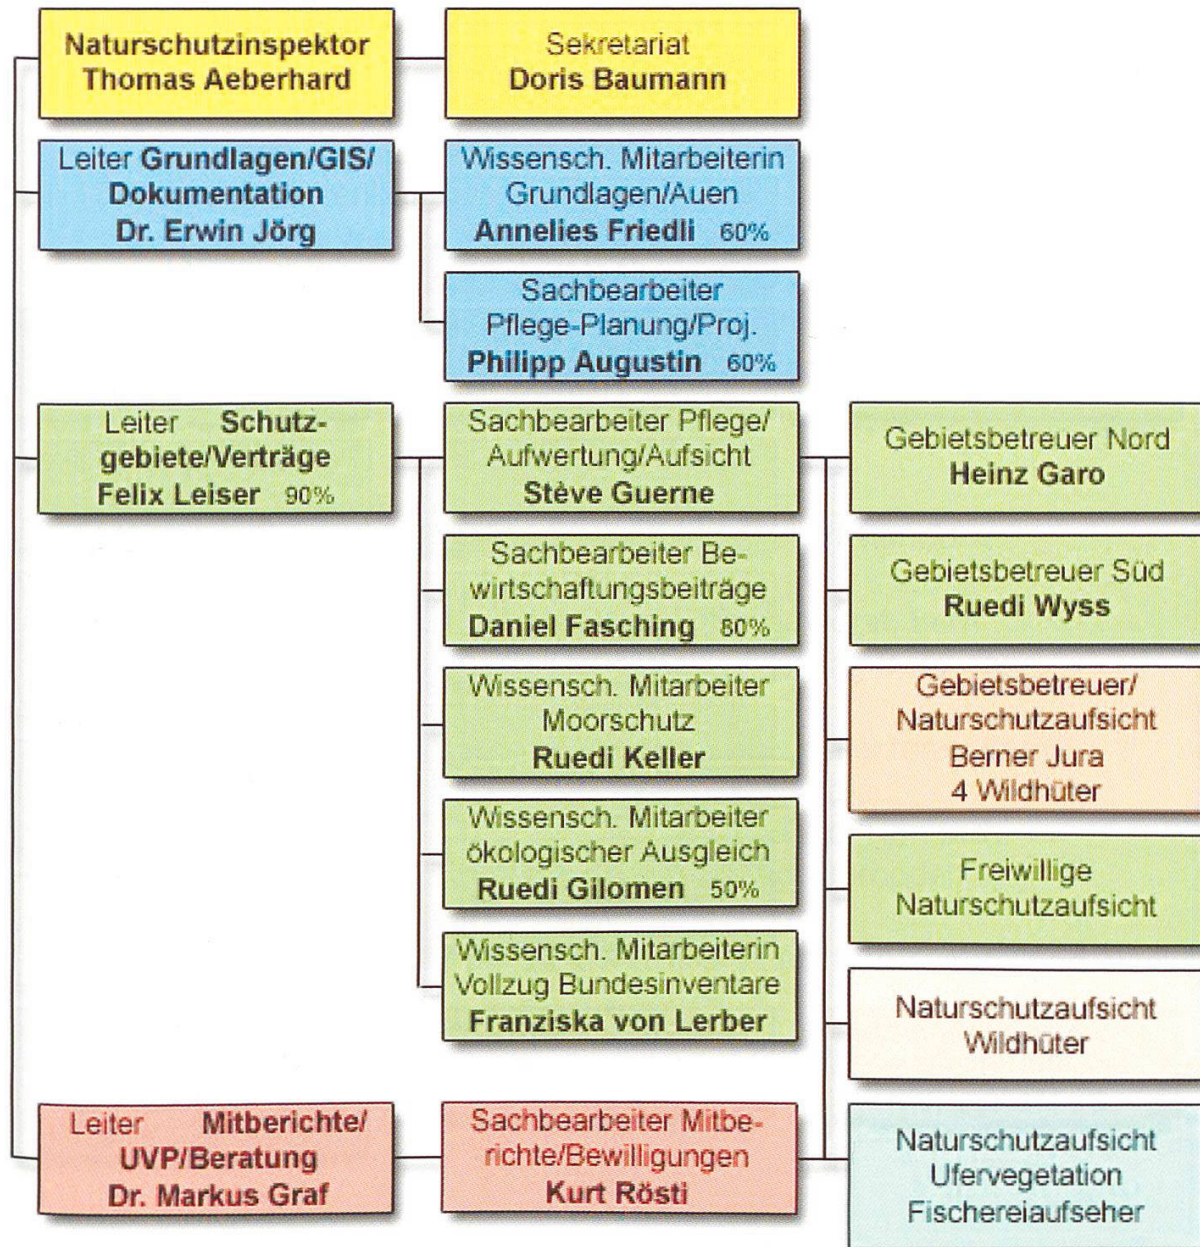 Naturschutzinspektor
Thomas Aeberhard
Sekretariat
Doris Baumann
Leiter Grundlagen/GIS/
Dokumentation
Dr. Erwin Jörg
Wissensch. Mitarbeiterin
Grundlagen/Auen
Annelies Friedli 60%
Sachbearbeiter
Pflege-Planung/Proj.
Philipp Augustin 60%
Leiter Schutz-
gebiete/Verträge
Felix Leiser 90%
Sachbearbeiter Pflege/
Aufwertung/Aufsicht
Stève Guerne
Gebietsbetreuer Nord
Heinz Garo
Sachbearbeiter Be-
wirtschaftungsbeiträge
Daniel Fasching 80%
Gebietsbetreuer Süd
Ruedi Wyss
Wissensch. Mitarbeiter
Moorschutz
Ruedi Keller
Gebietsbetreuer/
Naturschutzaufsicht
Berner Jura
4 Wildhüter
Wissensch. Mitarbeiter
ökologischer Ausgleich
Ruedi Gilomen 50%
Freiwillige
Naturschutzaufsicht
Wissensch. Mitarbeiterin
Vollzug Bundesinventare
Franziska von Lerber
Naturschutzaufsicht
Wildhüter
Leiter Mitberichte/
UVP/Beratung
Dr. Markus Graf
Sachbearbeiter Mitbe-
richte/Bewilligungen
Kurt Rösti
Naturschutzaufsicht
Ufervegetation
Fischereiaufseher